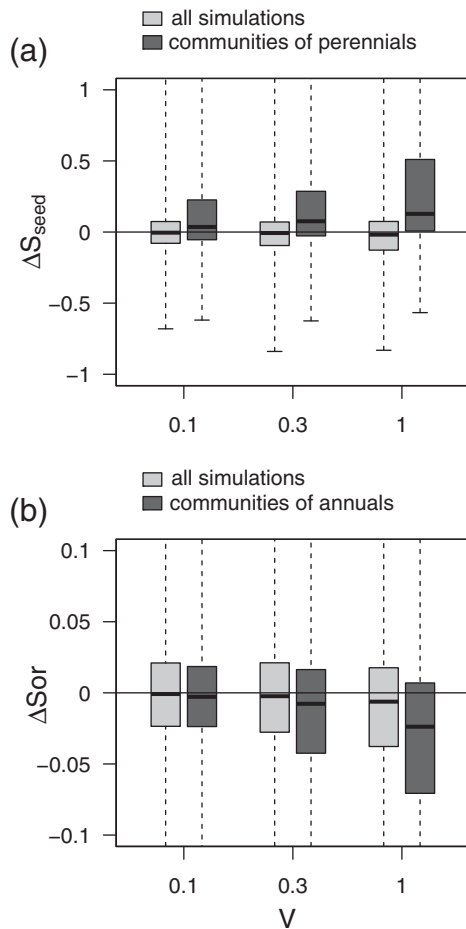 all simulations
communities of perennials
(a)
1
0.5
0
−0.5
−1
ΔS_seed
0.1 0.3 1
all simulations
communities of annuals
(b)
0.1
0.05
0
−0.05
−0.1
ΔSor
0.1 0.3 1
V